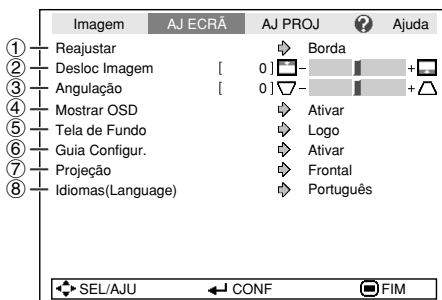 Imagem AJ ECRÃ AJ PROJ ? Ajuda
① Reajustar Borda
② Desloc Imagem [ 0 ] - +
③ Angulação [ 0 ] - +
④ Mostrar OSD Ativar
⑤ Tela de Fundo Logo
⑥ Guia Configur. Ativar
⑦ Projeção Frontal
⑧ Idiomas(Language) Português
SEL/AJU CONF FIM